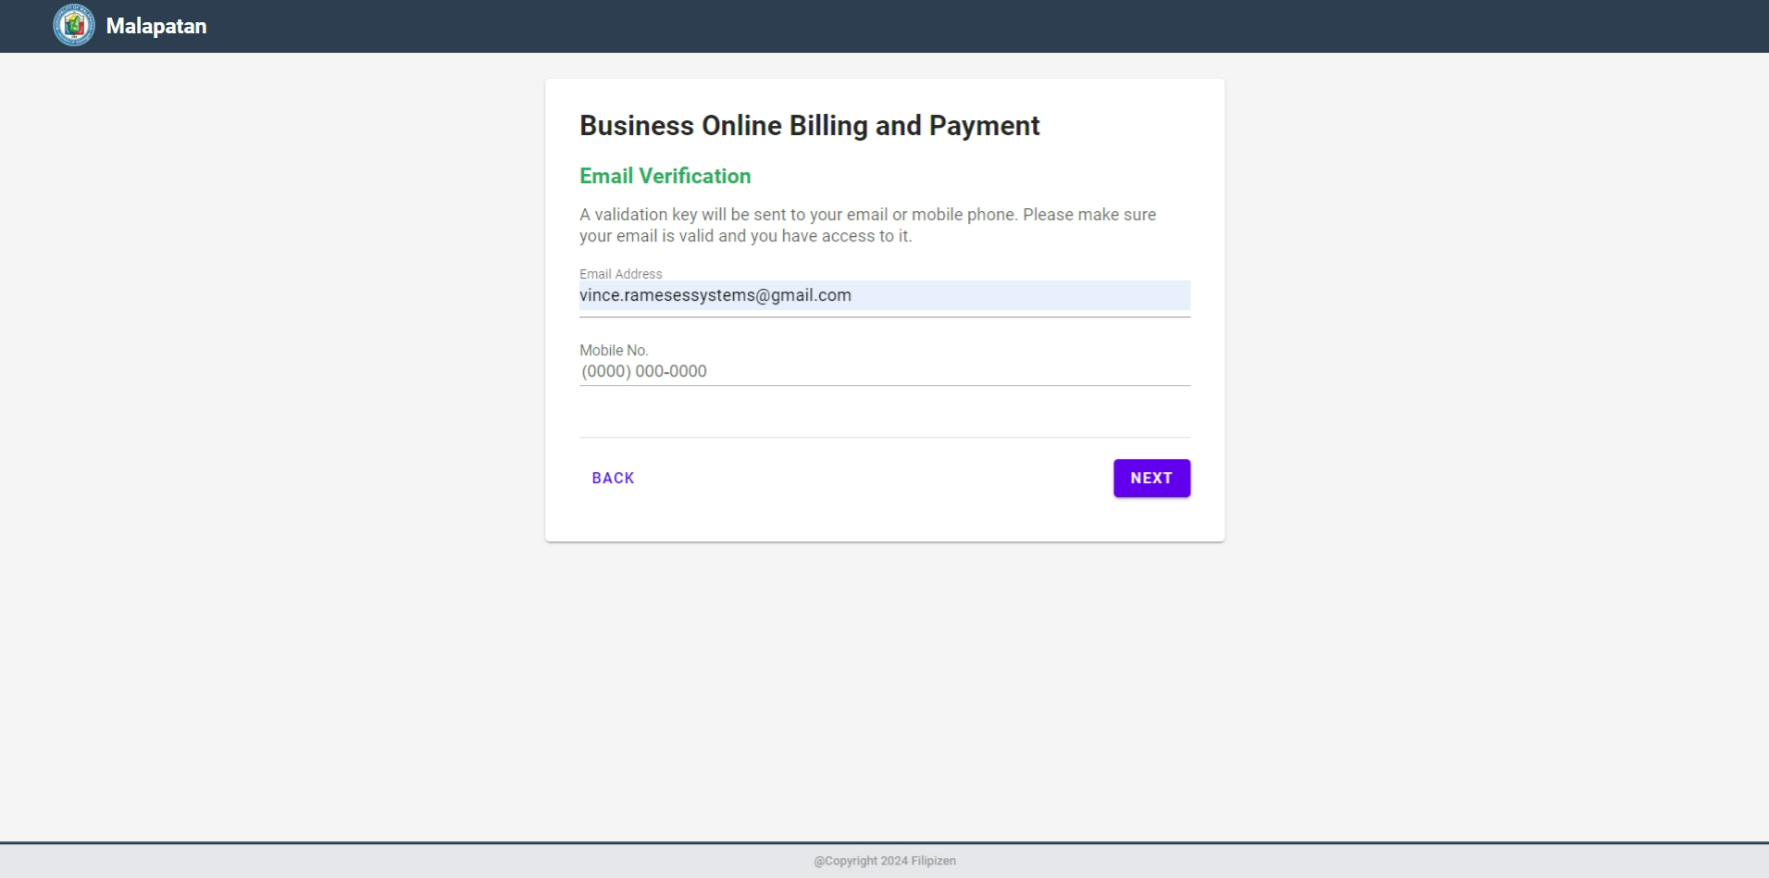 Malapatan
Business Online Billing and Payment
Email Verification
A validation key will be sent to your email or mobile phone. Please make sure
your email is valid and you have access to it.
Email Address
vince.ramesessystems@gmail.com
Mobile No.
(0000) 000-0000
BACK
NEXT
@Copyright 2024 Filipizen